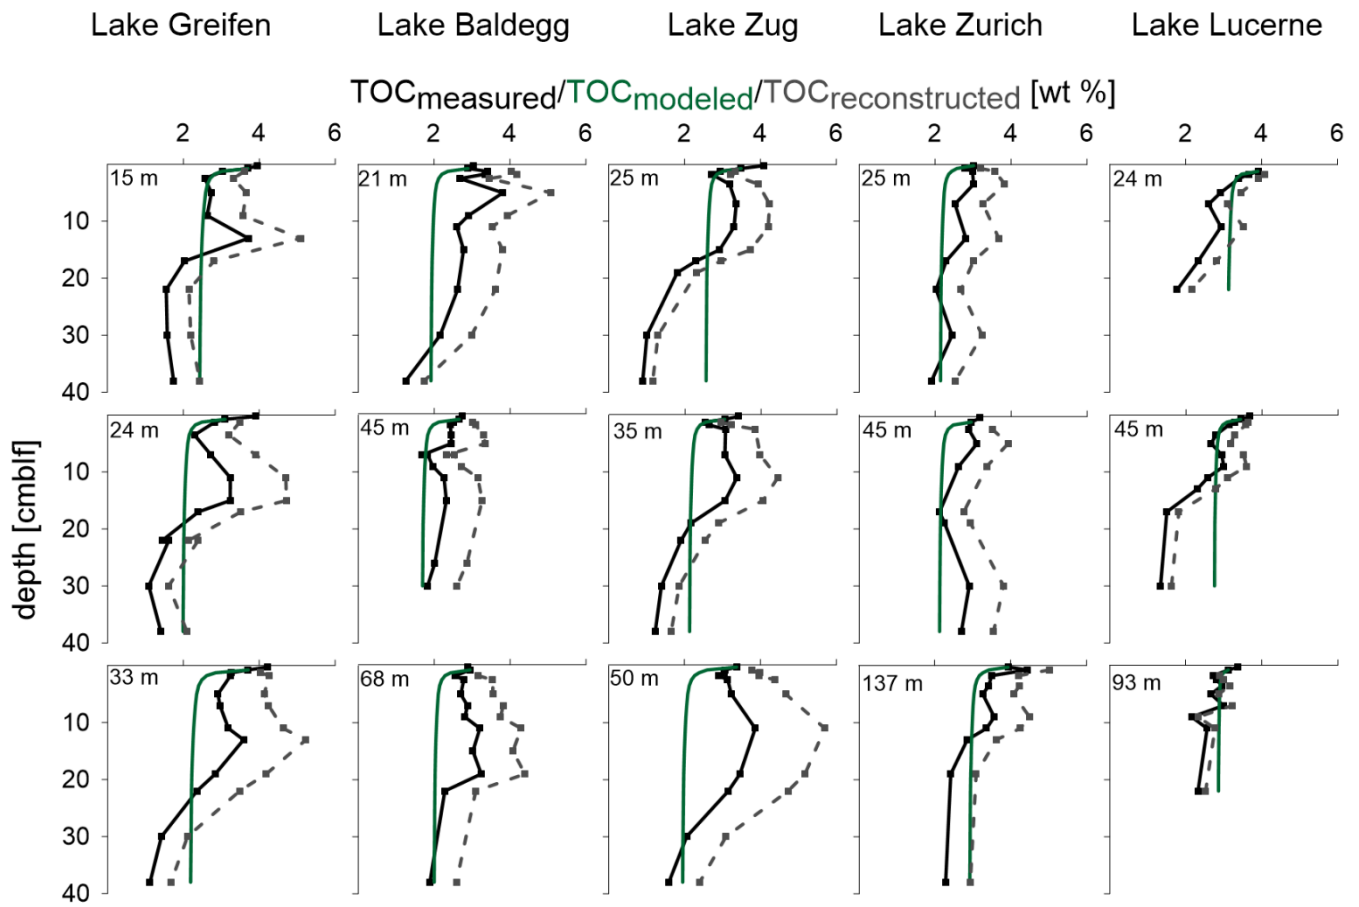 Lake Greifen Lake Baldegg Lake Zug Lake Zurich Lake Lucerne
TOCmeasured/TOCmodeled/TOCreconstructed [wt %]
2 4 6 2 4 6 2 4 6 2 4 6 2 4 6
15 m 21 m 25 m 25 m 24 m
10
20
30
40
24 m 45 m 35 m 45 m 45 m
10
20
30
40
33 m 68 m 50 m 137 m 93 m
10
20
30
40
depth [cmblf]